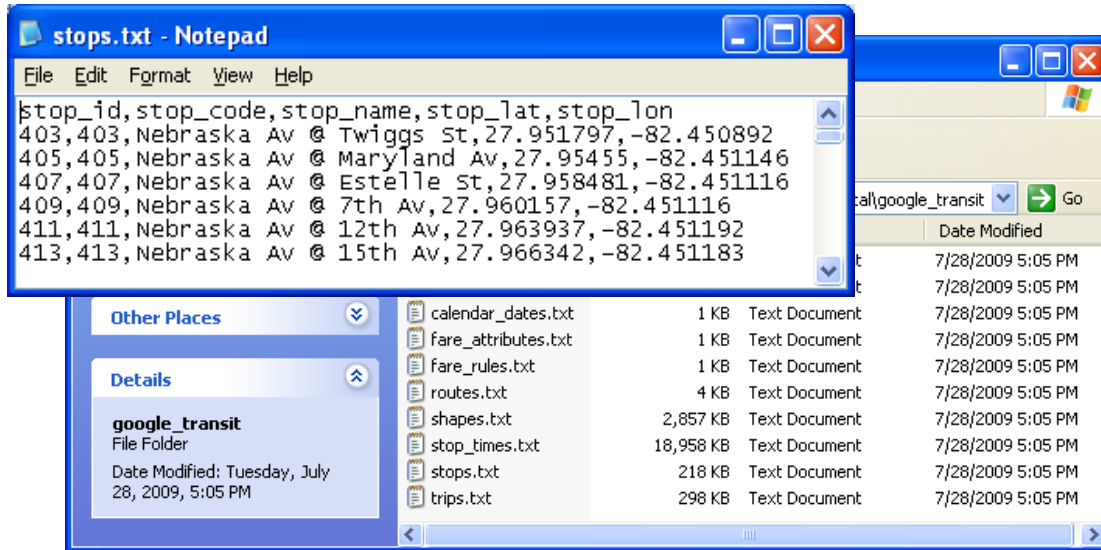 stops.txt - Notepad
File Edit Format View Help
stop_id,stop_code,stop_name,stop_lat,stop_lon
403,403,Nebraska Av @ Twiggs St,27.951797,-82.450892
405,405,Nebraska Av @ Maryland Av,27.95455,-82.451146
407,407,Nebraska Av @ Estelle St,27.958481,-82.451116
409,409,Nebraska Av @ 7th Av,27.960157,-82.451116
411,411,Nebraska Av @ 12th Av,27.963937,-82.451192
413,413,Nebraska Av @ 15th Av,27.966342,-82.451183
\google_transit Go
Date Modified
7/28/2009 5:05 PM
7/28/2009 5:05 PM
Other Places
Details
google_transit
File Folder
Date Modified: Tuesday, July
28, 2009, 5:05 PM
calendar_dates.txt 1 KB Text Document 7/28/2009 5:05 PM
fare_attributes.txt 1 KB Text Document 7/28/2009 5:05 PM
fare_rules.txt 1 KB Text Document 7/28/2009 5:05 PM
routes.txt 4 KB Text Document 7/28/2009 5:05 PM
shapes.txt 2,857 KB Text Document 7/28/2009 5:05 PM
stop_times.txt 18,958 KB Text Document 7/28/2009 5:05 PM
stops.txt 218 KB Text Document 7/28/2009 5:05 PM
trips.txt 298 KB Text Document 7/28/2009 5:05 PM